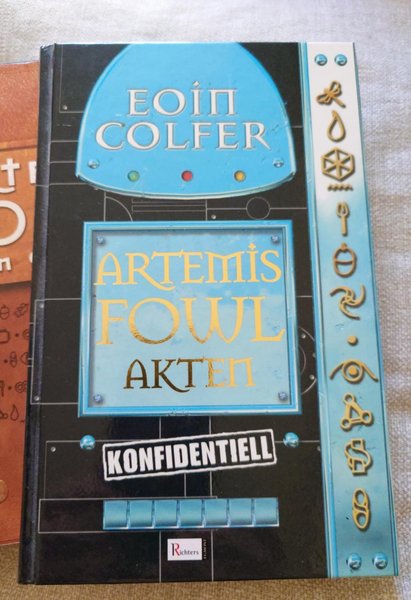 EOIN
COLFER
ARTEMIS
FOWL
AKTEN
KONFIDENTIELL
Richters